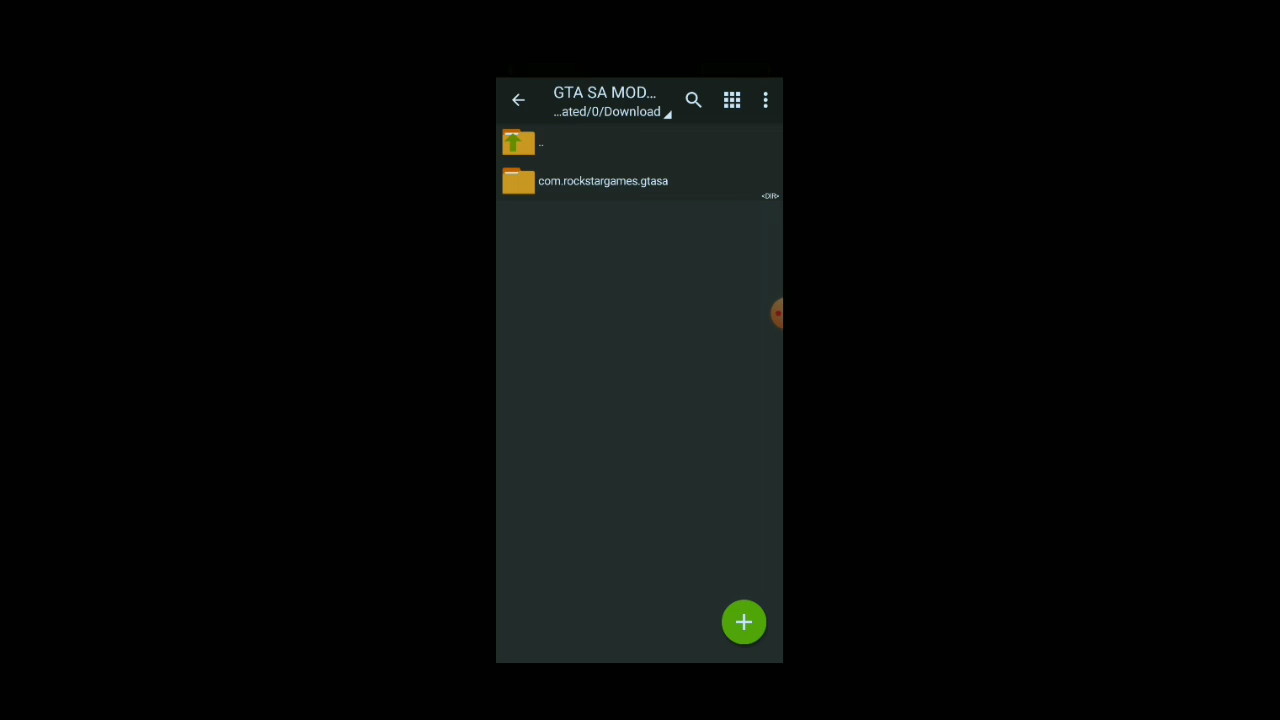 GTA SA MOD...
...ated/0/Download
..
com.rockstargames.gtasa
<DIR>